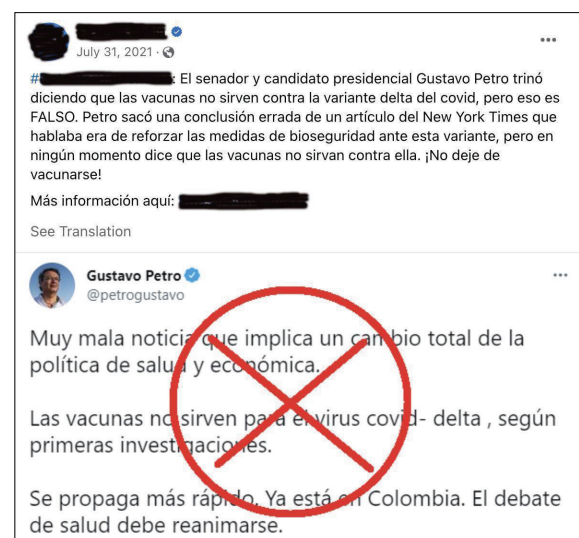 July 31, 2021 ·
# : El senador y candidato presidencial Gustavo Petro trinó
diciendo que las vacunas no sirven contra la variante delta del covid, pero eso es
FALSO. Petro sacó una conclusión errada de un artículo del New York Times que
hablaba era de reforzar las medidas de bioseguridad ante esta variante, pero en
ningún momento dice que las vacunas no sirvan contra ella. ¡No deje de
vacunarse!
Más información aquí:
See Translation
Gustavo Petro
@petrogustavo
Muy mala noticia que implica un cambio total de la
política de salud y económica.
Las vacunas no sirven para el virus covid- delta , según
primeras investigaciones.
Se propaga más rápido. Ya está en Colombia. El debate
de salud debe reanimarse.